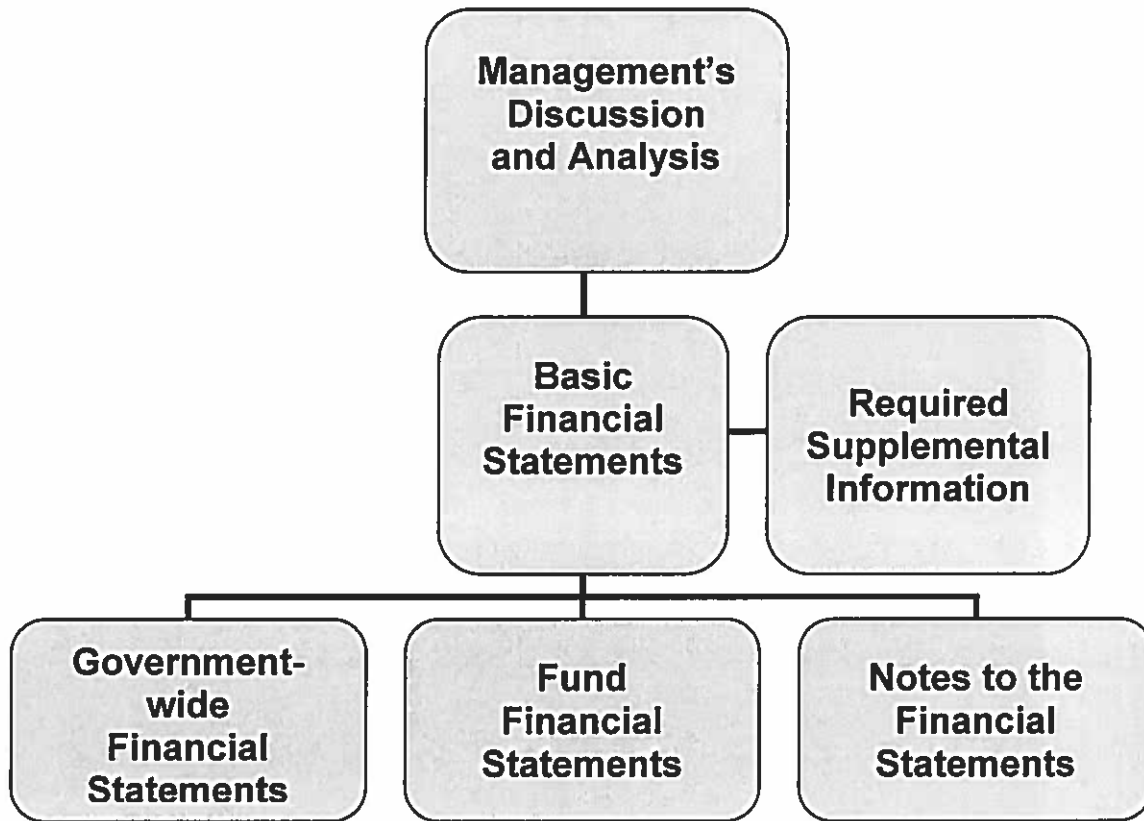 Management's
Discussion
and Analysis
Basic
Financial
Statements
Required
Supplemental
Information
Government-
wide
Financial
Statements
Fund
Financial
Statements
Notes to the
Financial
Statements